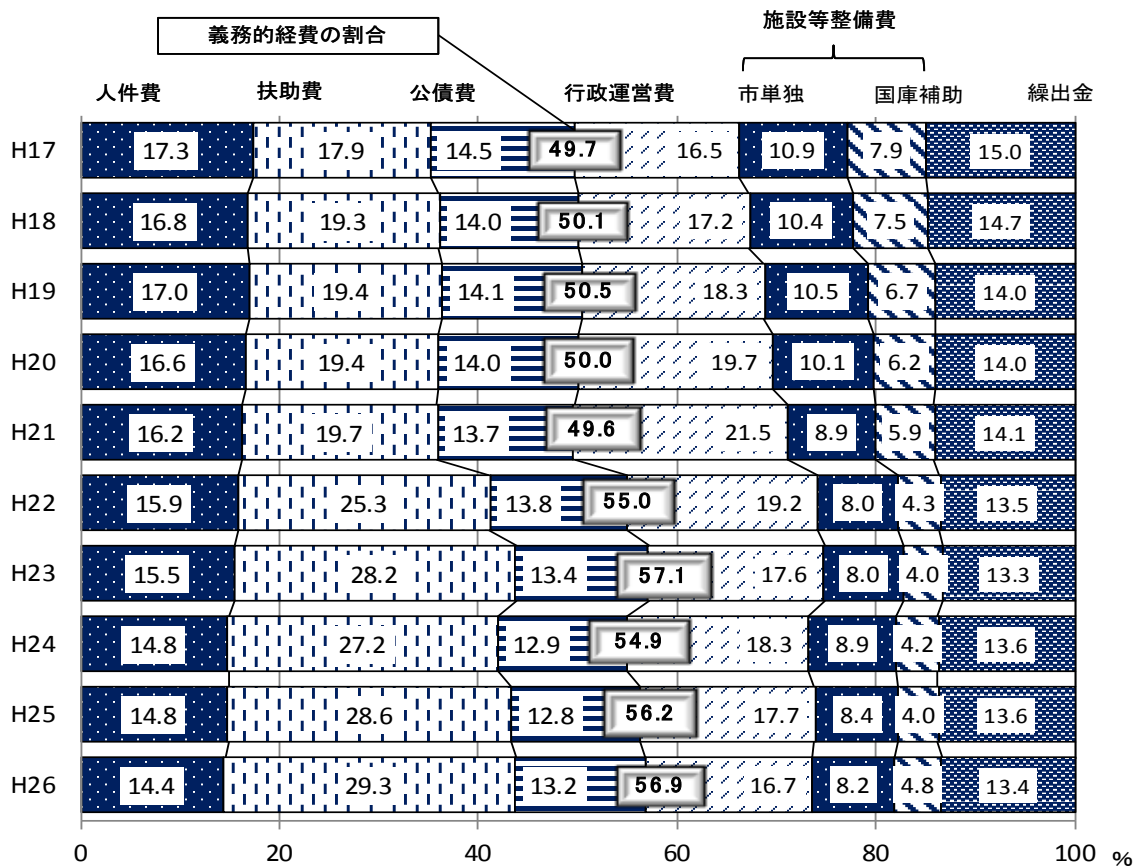 義務的経費の割合
施設等整備費
人件費 扶助費 公債費 行政運営費 市単独 国庫補助 繰出金
H17 17.3 17.9 14.5 49.7 16.5 10.9 7.9 15.0
H18 16.8 19.3 14.0 50.1 17.2 10.4 7.5 14.7
H19 17.0 19.4 14.1 50.5 18.3 10.5 6.7 14.0
H20 16.6 19.4 14.0 50.0 19.7 10.1 6.2 14.0
H21 16.2 19.7 13.7 49.6 21.5 8.9 5.9 14.1
H22 15.9 25.3 13.8 55.0 19.2 8.0 4.3 13.5
H23 15.5 28.2 13.4 57.1 17.6 8.0 4.0 13.3
H24 14.8 27.2 12.9 54.9 18.3 8.9 4.2 13.6
H25 14.8 28.6 12.8 56.2 17.7 8.4 4.0 13.6
H26 14.4 29.3 13.2 56.9 16.7 8.2 4.8 13.4
0 20 40 60 80 100 %